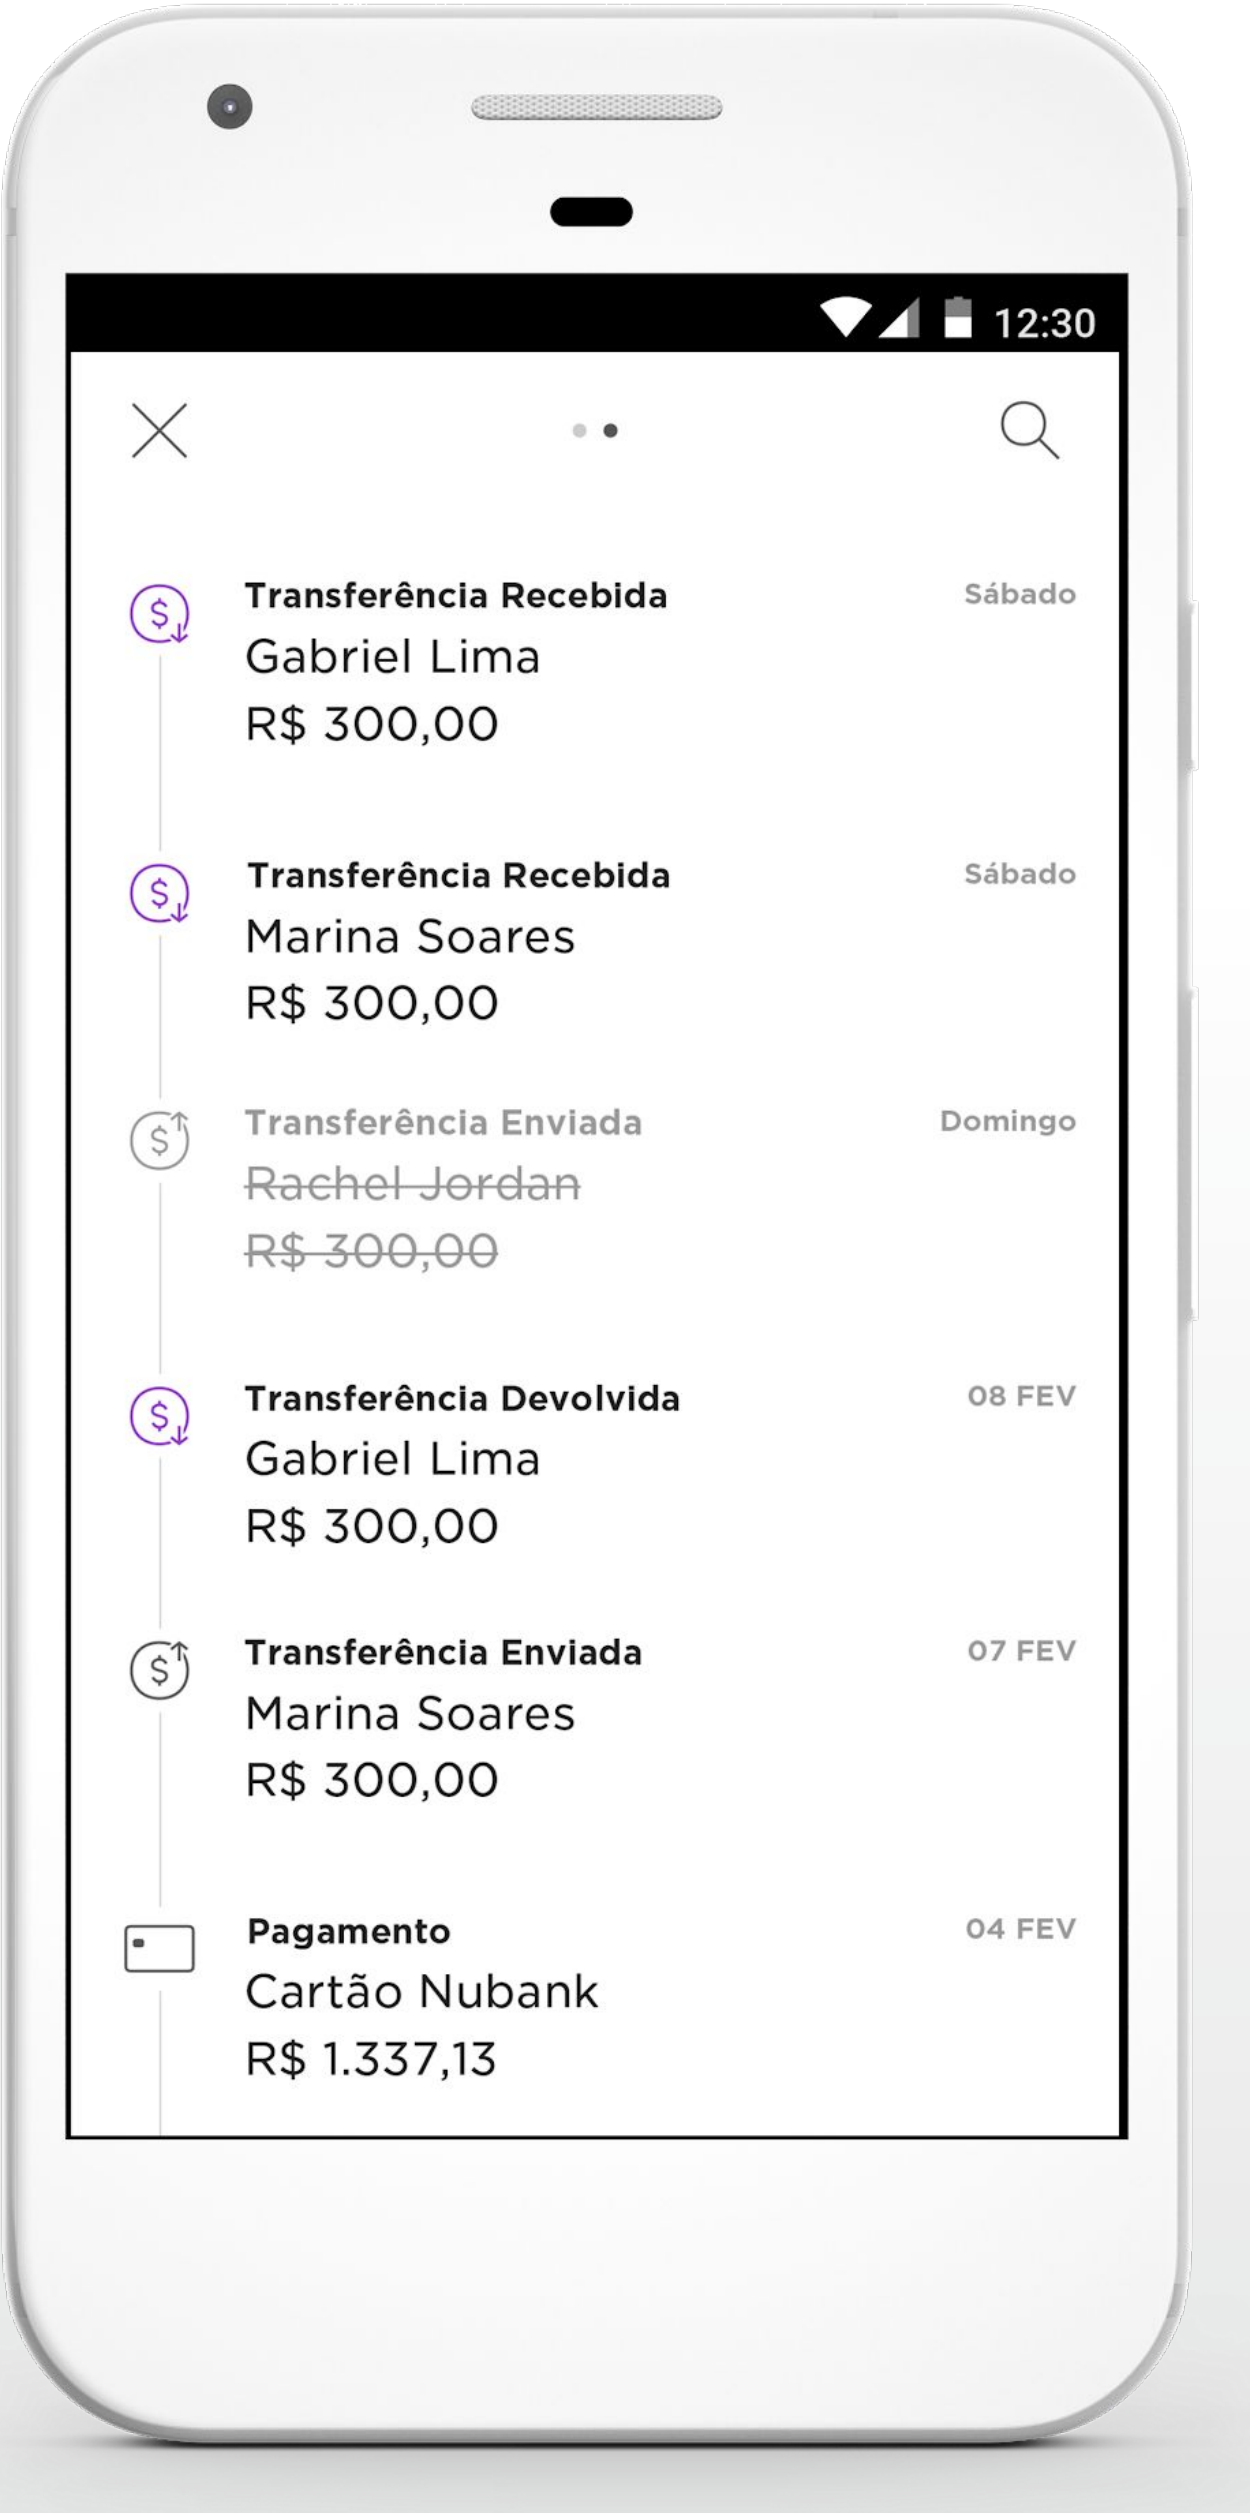 12:30
Transferência Recebida Sábado
Gabriel Lima
R$ 300,00
Transferência Recebida Sábado
Marina Soares
R$ 300,00
Transferência Enviada Domingo
Rachel Jordan
R$ 300,00
Transferência Devolvida 08 FEV
Gabriel Lima
R$ 300,00
Transferência Enviada 07 FEV
Marina Soares
R$ 300,00
Pagamento 04 FEV
Cartão Nubank
R$ 1.337,13